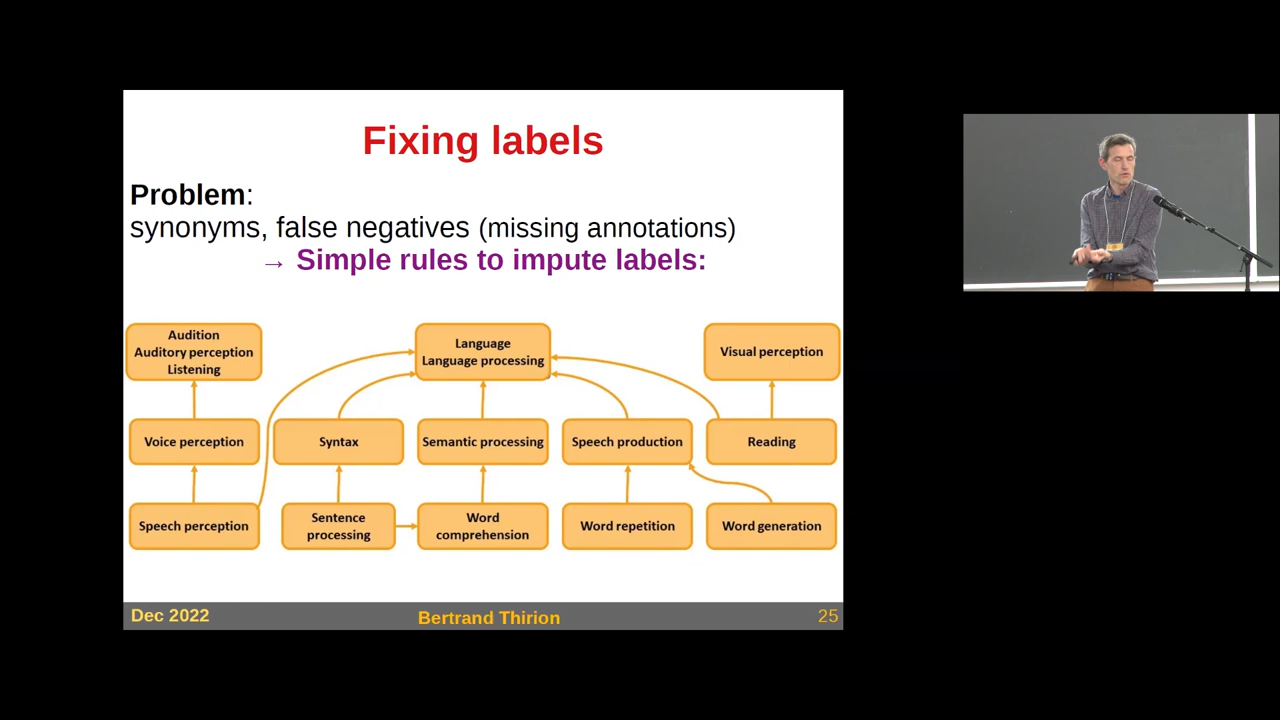 Fixing labels
Problem:
synonyms, false negatives (missing annotations)
→ Simple rules to impute labels:
Audition
Auditory perception
Listening
Language
Language processing
Visual perception
Voice perception
Syntax
Semantic processing
Speech production
Reading
Speech perception
Sentence
processing
Word
comprehension
Word repetition
Word generation
Dec 2022
Bertrand Thirion
25